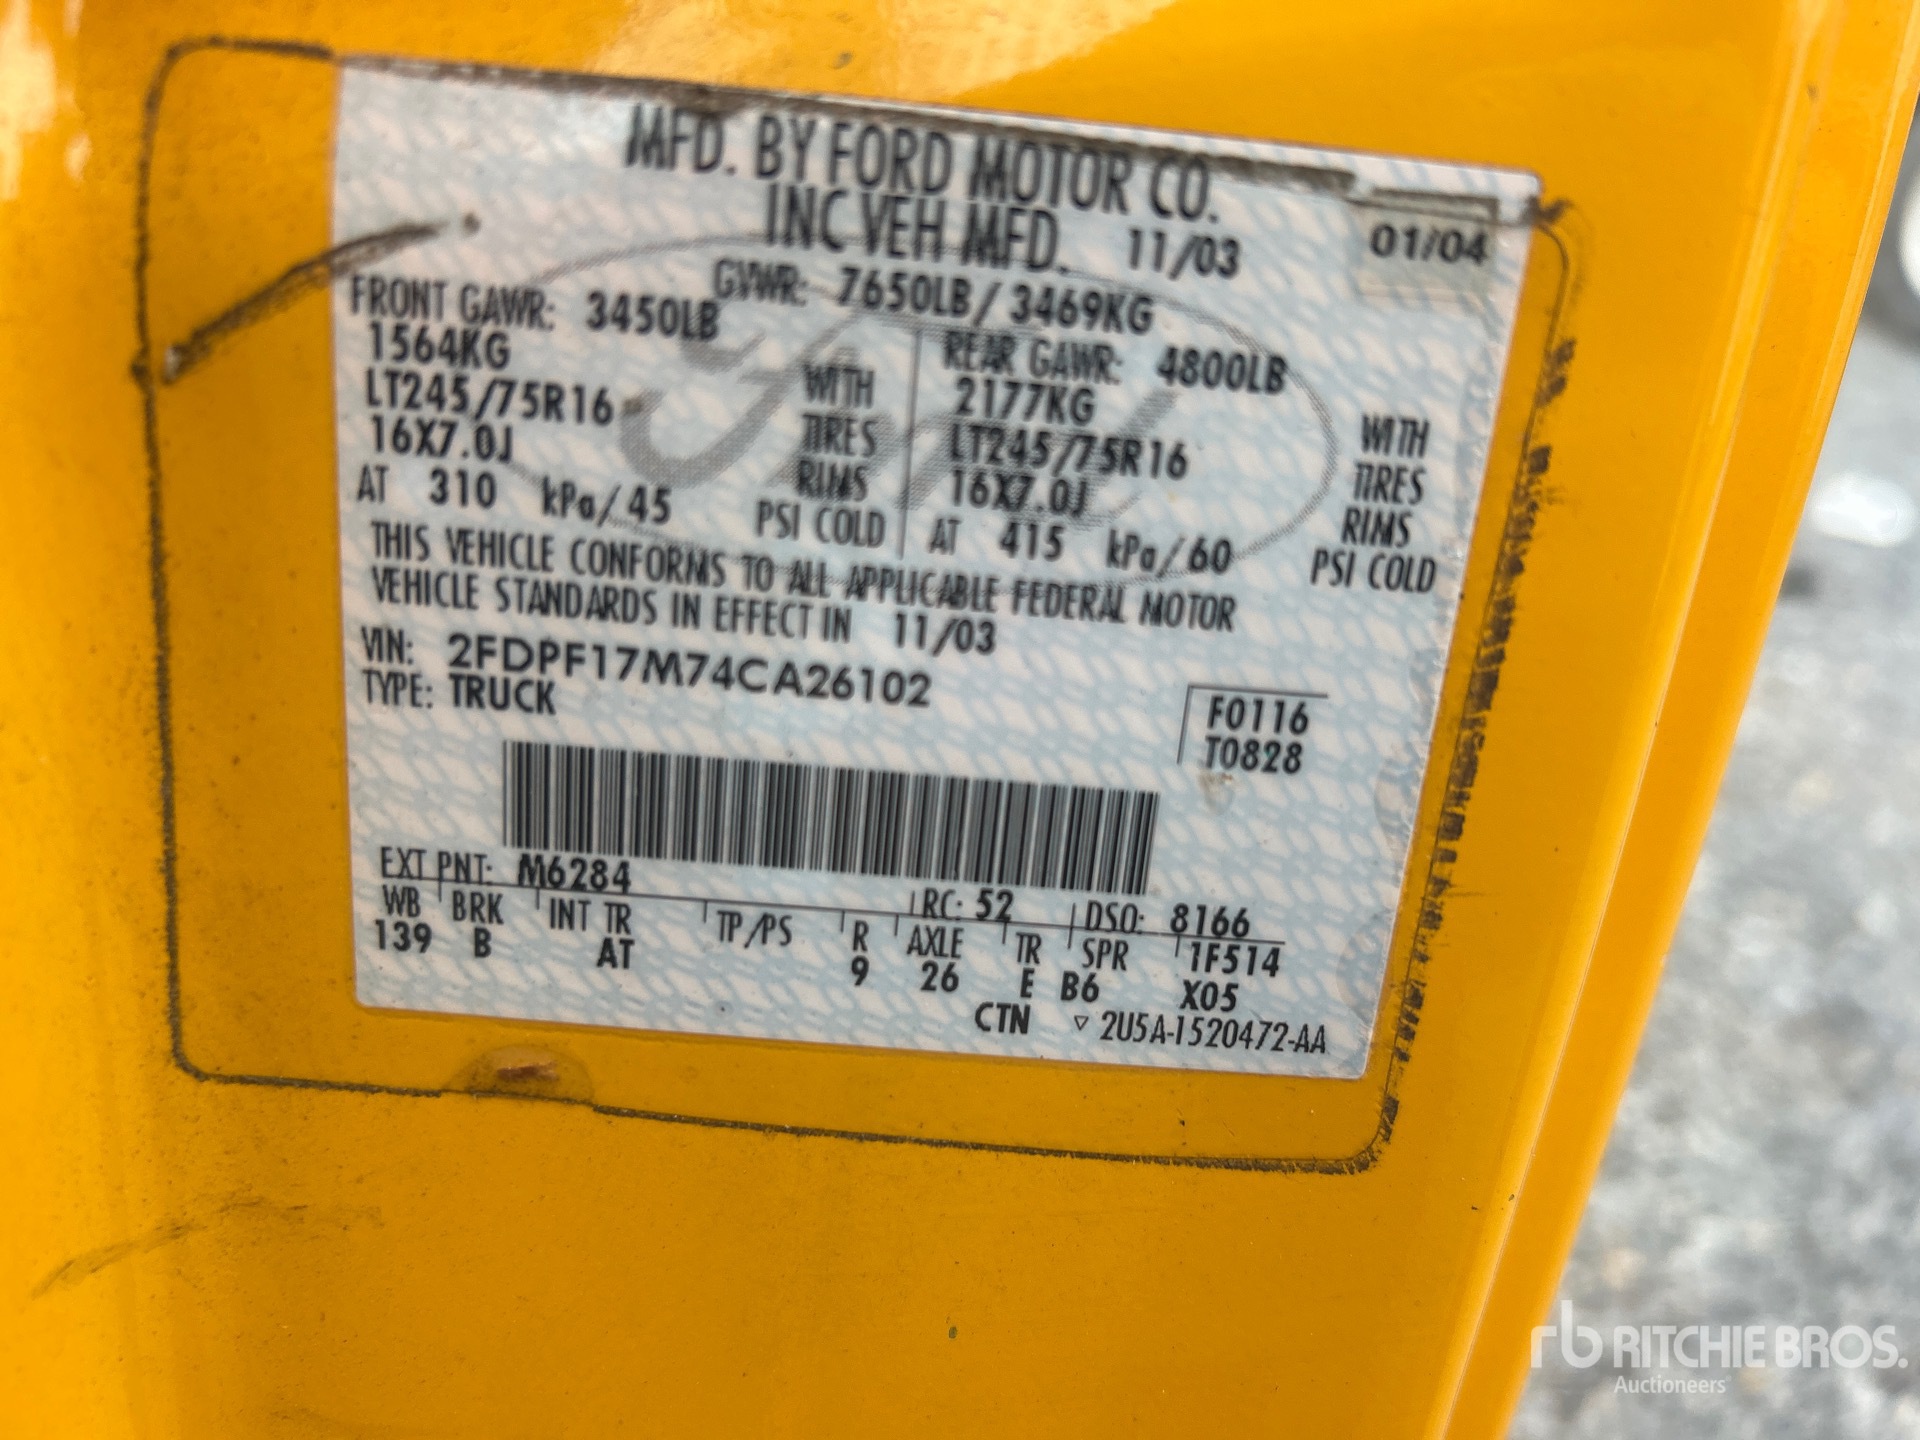 MFD. BY FORD MOTOR CO.
INC VEH MFD. 11/03 01/04
GVWR: 7650LB / 3469KG
FRONT GAWR: 3450LB
1564KG WITH
LT245/75R16 TIRES
16X7.0J RIMS
AT 310 kPa/45 PSI COLD
REAR GAWR: 4800LB
2177KG WITH
LT245/75R16 TIRES
16X7.0J RIMS
AT 415 kPa/60 PSI COLD
THIS VEHICLE CONFORMS TO ALL APPLICABLE FEDERAL MOTOR
VEHICLE STANDARDS IN EFFECT IN 11/03
VIN: 2FDPF17M74CA26102
TYPE: TRUCK
F0116
T0828
EXT PNT: M6284 RC: 52 DSO: 8166
WB BRK INT TR TP/PS R AXLE TR SPR 1F514
139 B AT 9 26 E B6 X05
CTN ▽ 2U5A-1520472-AA
Ford
rb RITCHIE BROS.
Auctioneers